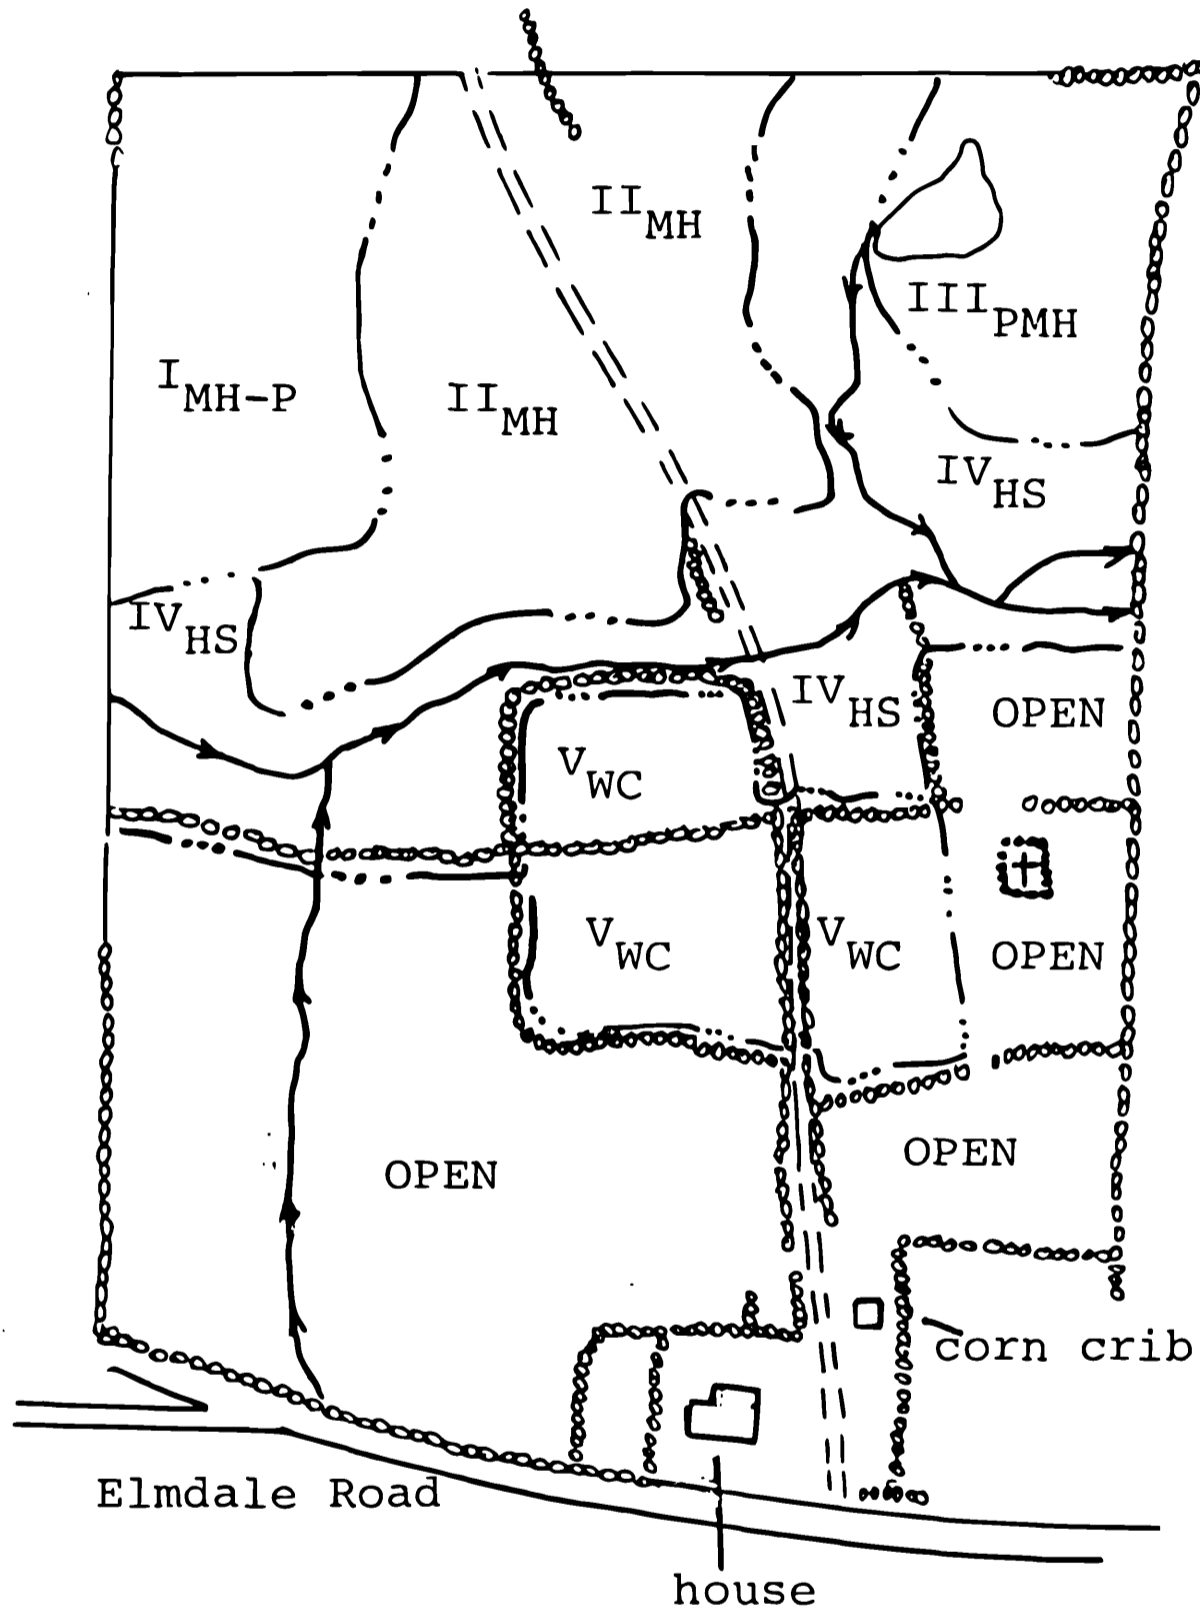 II MH
III PMH
I MH-P
II MH
IV HS
IV HS
IV HS
OPEN
V WC
V WC
V WC
OPEN
OPEN
OPEN
corn crib
Elmdale Road
house